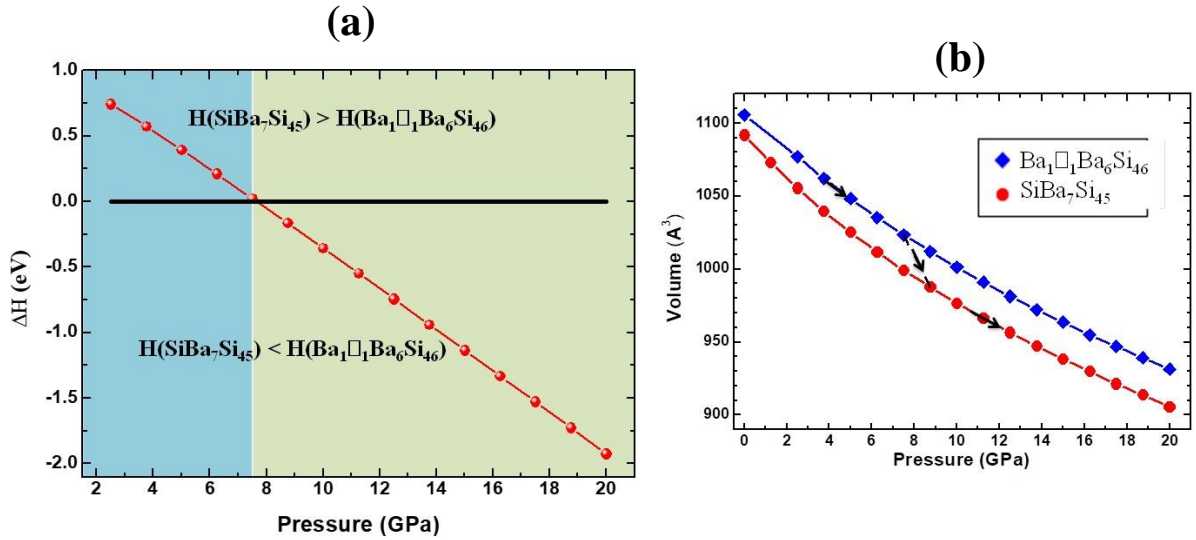 (a)
1.0
0.5
0.0
-0.5
-1.0
-1.5
-2.0
ΔH (eV)
H(SiBa₇Si₄₅) > H(Ba₁□₁Ba₆Si₄₆)
H(SiBa₇Si₄₅) < H(Ba₁□₁Ba₆Si₄₆)
2 4 6 8 10 12 14 16 18 20
Pressure (GPa)
(b)
1100
1050
1000
950
900
Volume (A³)
Ba₁□₁Ba₆Si₄₆
SiBa₇Si₄₅
0 2 4 6 8 10 12 14 16 18 20
Pressure (GPa)